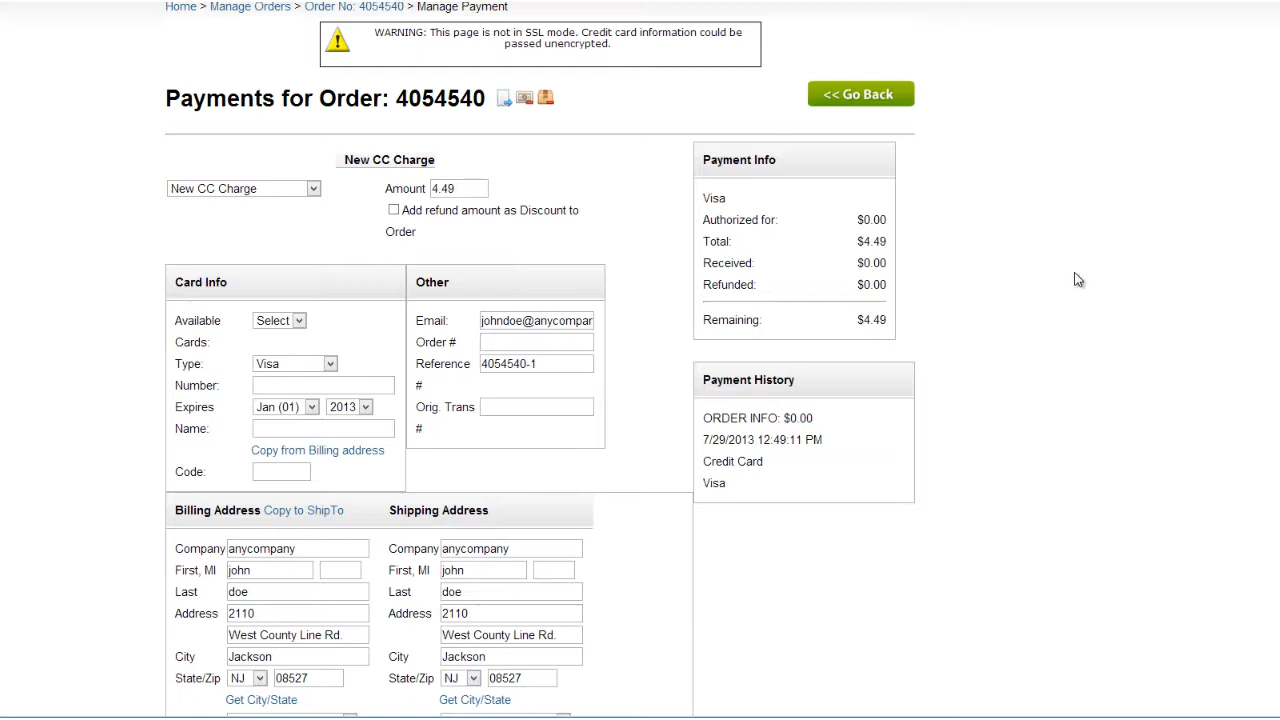 Home > Manage Orders > Order No: 4054540 > Manage Payment
WARNING: This page is not in SSL mode. Credit card information could be
passed unencrypted.
Payments for Order: 4054540
<< Go Back
New CC Charge
New CC Charge
Amount 4.49
Add refund amount as Discount to
Order
Payment Info
Visa
Authorized for: $0.00
Total: $4.49
Received: $0.00
Refunded: $0.00
Remaining: $4.49
Card Info
Available Select
Cards:
Type: Visa
Number:
Expires Jan (01) 2013
Name:
Copy from Billing address
Code:
Other
Email: johndoe@anycompar
Order #
Reference 4054540-1
#
Orig. Trans
#
Payment History
ORDER INFO: $0.00
7/29/2013 12:49:11 PM
Credit Card
Visa
Billing Address Copy to ShipTo
Company anycompany
First, MI john
Last doe
Address 2110
West County Line Rd.
City Jackson
State/Zip NJ 08527
Get City/State
Shipping Address
Company anycompany
First, MI john
Last doe
Address 2110
West County Line Rd.
City Jackson
State/Zip NJ 08527
Get City/State